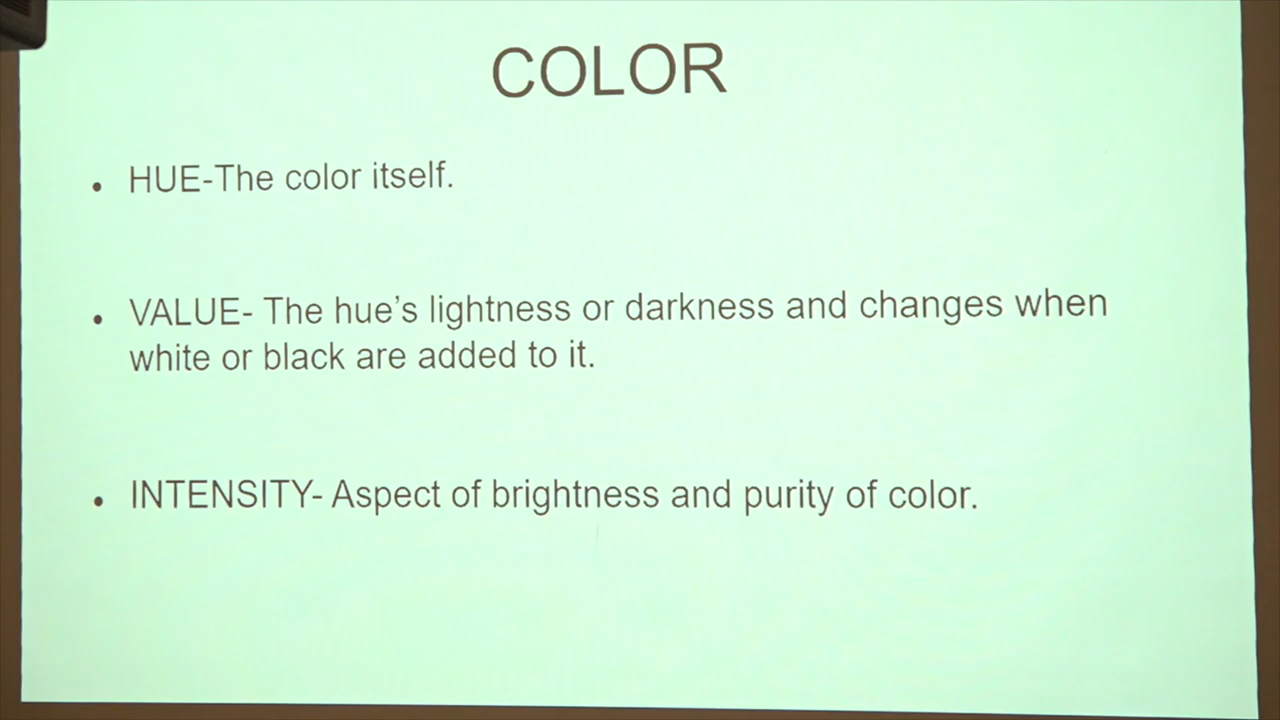 COLOR
• HUE-The color itself.
• VALUE- The hue’s lightness or darkness and changes when
white or black are added to it.
• INTENSITY- Aspect of brightness and purity of color.